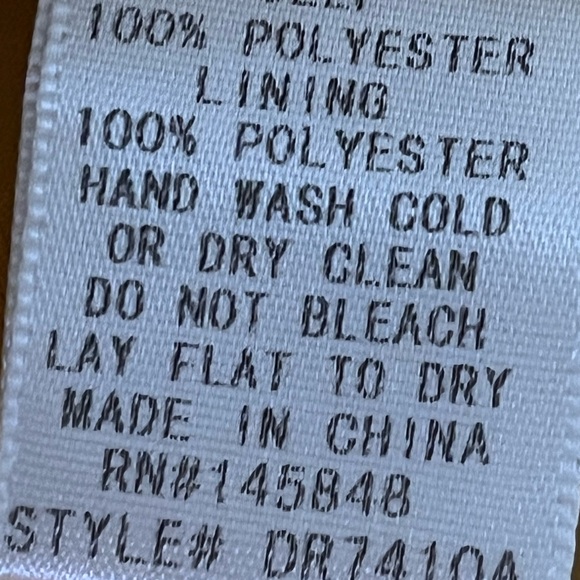 100% POLYESTER
LINING
100% POLYESTER
HAND WASH COLD
OR DRY CLEAN
DO NOT BLEACH
LAY FLAT TO DRY
MADE IN CHINA
RN#145848
STYLE# DR7410A